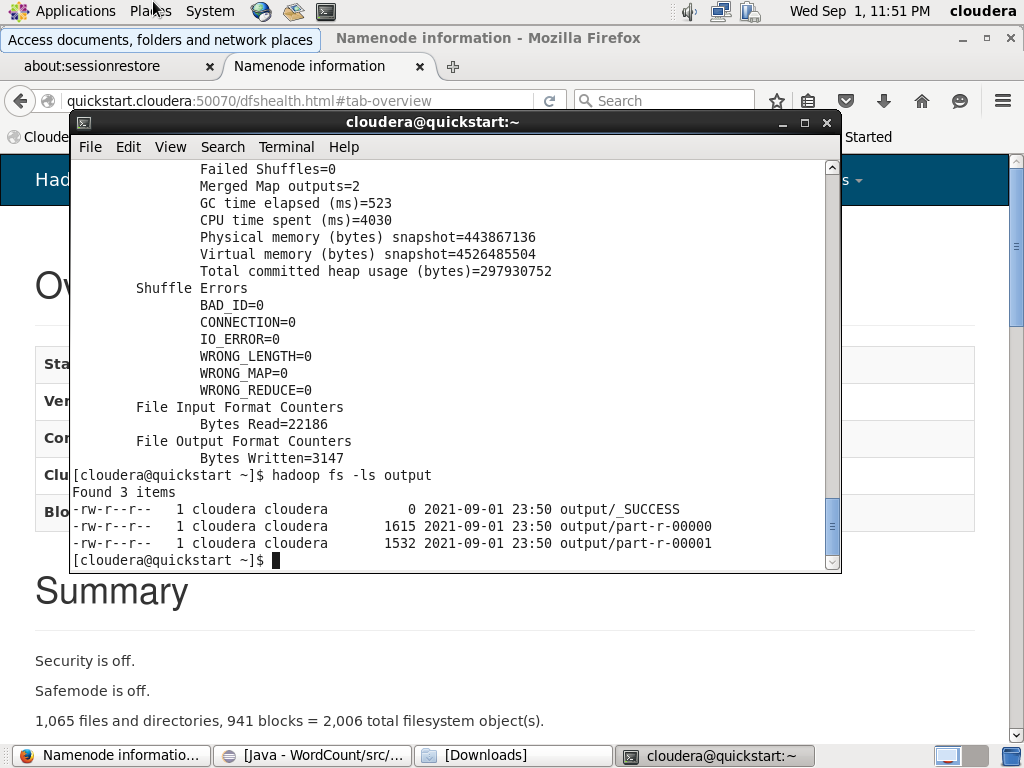 Applications Places System Wed Sep 1, 11:51 PM cloudera
Access documents, folders and network places
Namenode information - Mozilla Firefox
about:sessionrestore Namenode information
quickstart.cloudera:50070/dfshealth.html#tab-overview Search
Cloude Started
cloudera@quickstart:~
File Edit View Search Terminal Help
Had s
Failed Shuffles=0
Merged Map outputs=2
GC time elapsed (ms)=523
CPU time spent (ms)=4030
Physical memory (bytes) snapshot=443867136
Virtual memory (bytes) snapshot=4526485504
Total committed heap usage (bytes)=297930752
Shuffle Errors
BAD_ID=0
CONNECTION=0
IO_ERROR=0
WRONG_LENGTH=0
WRONG_MAP=0
WRONG_REDUCE=0
File Input Format Counters
Bytes Read=22186
File Output Format Counters
Bytes Written=3147
[cloudera@quickstart ~]$ hadoop fs -ls output
Found 3 items
-rw-r--r-- 1 cloudera cloudera 0 2021-09-01 23:50 output/_SUCCESS
-rw-r--r-- 1 cloudera cloudera 1615 2021-09-01 23:50 output/part-r-00000
-rw-r--r-- 1 cloudera cloudera 1532 2021-09-01 23:50 output/part-r-00001
[cloudera@quickstart ~]$
Ov
Sta
Ver
Con
Clu
Blo
Summary
Security is off.
Safemode is off.
1,065 files and directories, 941 blocks = 2,006 total filesystem object(s).
Namenode informatio... [Java - WordCount/src/... [Downloads] cloudera@quickstart:~